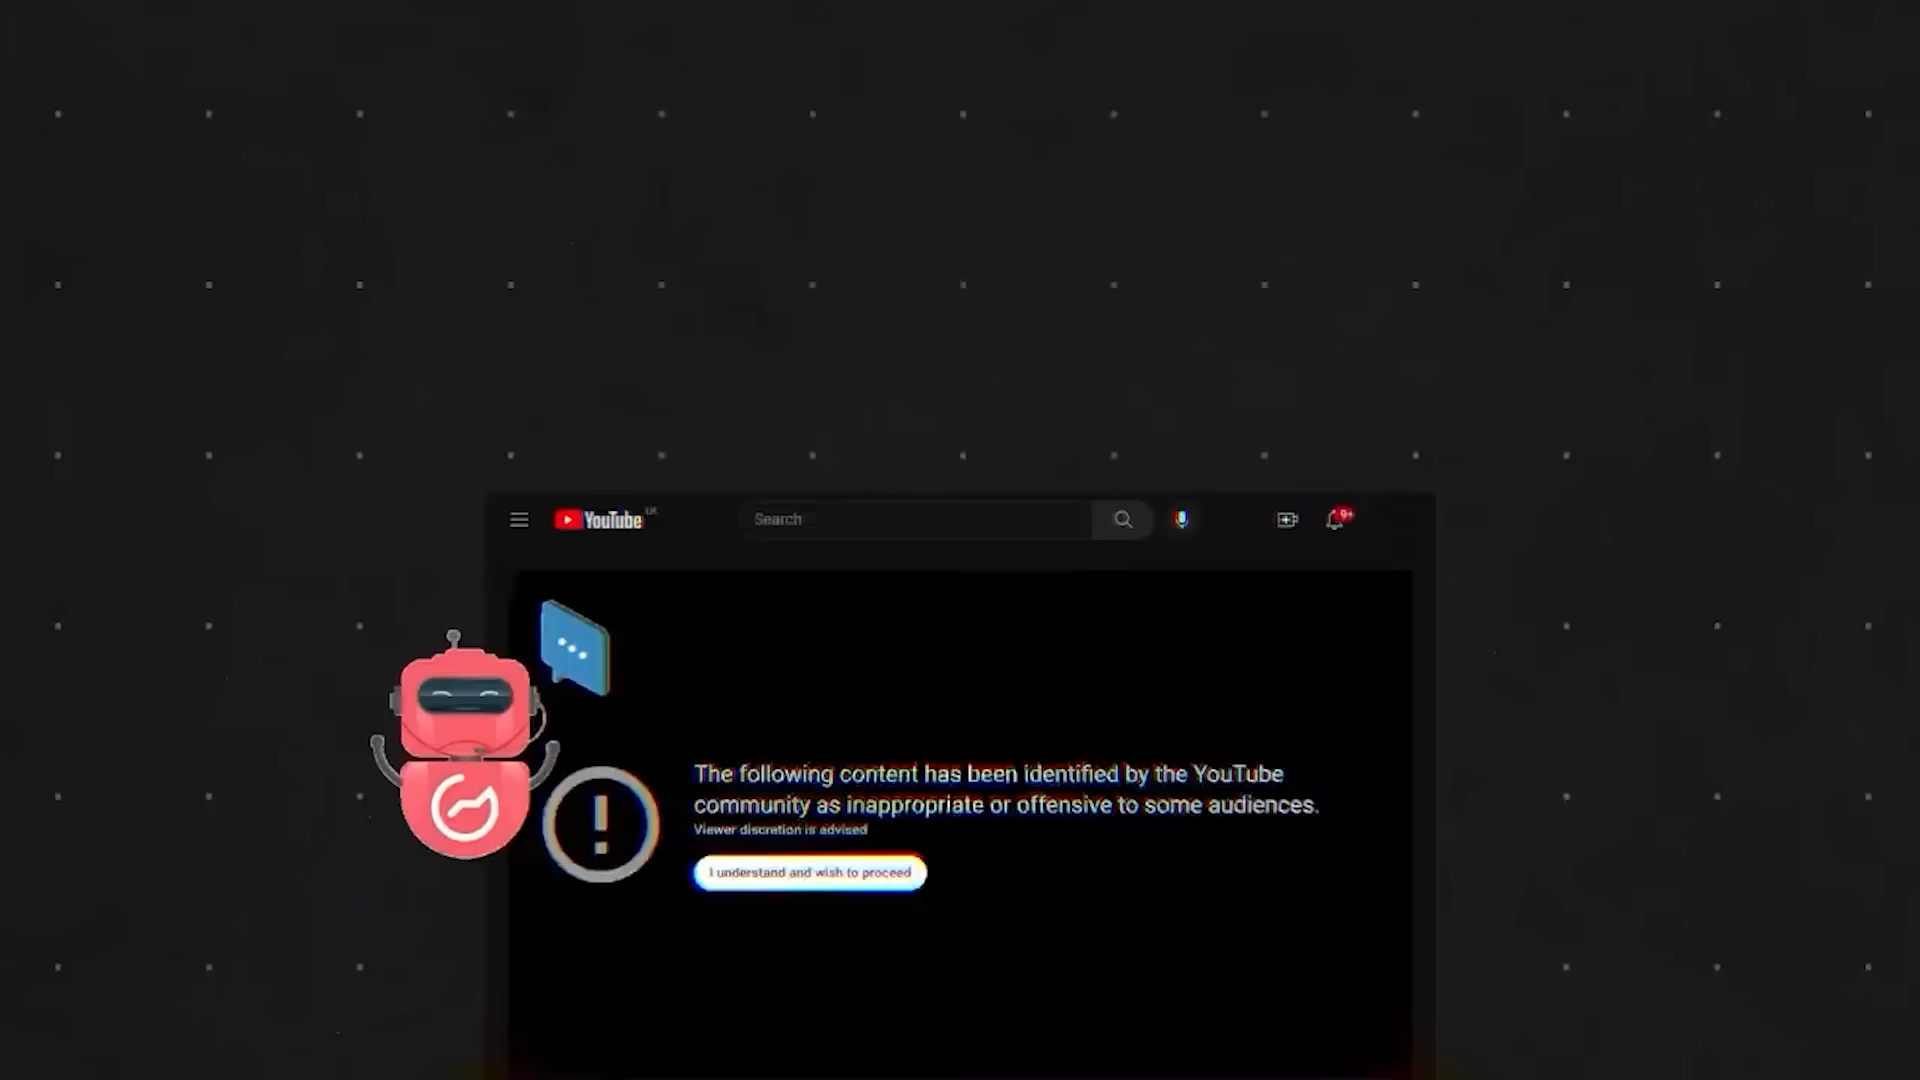 YouTube
Search
9+
The following content has been identified by the YouTube
community as inappropriate or offensive to some audiences.
Viewer discretion is advised
I understand and wish to proceed